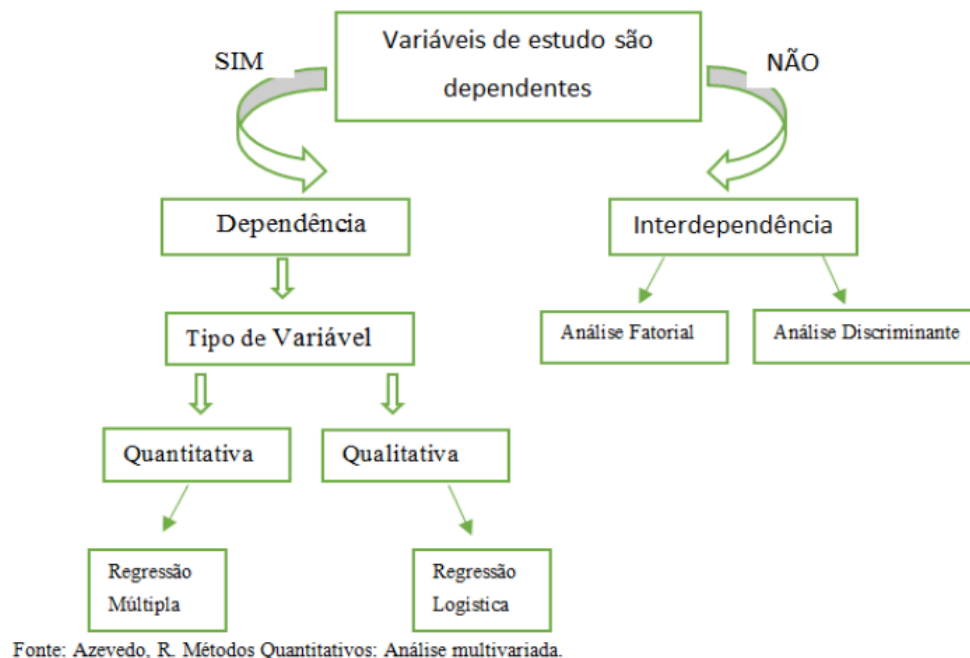 Variáveis de estudo são
dependentes
SIM
NÃO
Dependência
Interdependência
Tipo de Variável
Análise Fatorial
Análise Discriminante
Quantitativa
Qualitativa
Regressão
Múltipla
Regressão
Logistica
Fonte: Azevedo, R. Métodos Quantitativos: Análise multivariada.